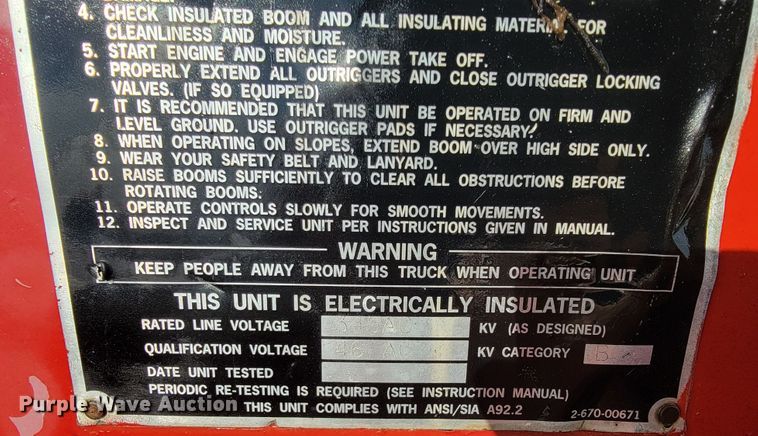 4. CHECK INSULATED BOOM AND ALL INSULATING MATERIAL FOR
CLEANLINESS AND MOISTURE.
5. START ENGINE AND ENGAGE POWER TAKE OFF.
6. PROPERLY EXTEND ALL OUTRIGGERS AND CLOSE OUTRIGGER LOCKING
VALVES. (IF SO EQUIPPED)
7. IT IS RECOMMENDED THAT THIS UNIT BE OPERATED ON FIRM AND
LEVEL GROUND. USE OUTRIGGER PADS IF NECESSARY.
8. WHEN OPERATING ON SLOPES, EXTEND BOOM OVER HIGH SIDE ONLY.
9. WEAR YOUR SAFETY BELT AND LANYARD.
10. RAISE BOOMS SUFFICIENTLY TO CLEAR ALL OBSTRUCTIONS BEFORE
ROTATING BOOMS.
11. OPERATE CONTROLS SLOWLY FOR SMOOTH MOVEMENTS.
12. INSPECT AND SERVICE UNIT PER INSTRUCTIONS GIVEN IN MANUAL.
WARNING
KEEP PEOPLE AWAY FROM THIS TRUCK WHEN OPERATING UNIT
THIS UNIT IS ELECTRICALLY INSULATED
RATED LINE VOLTAGE KV (AS DESIGNED)
QUALIFICATION VOLTAGE 46 AC KV CATEGORY B
DATE UNIT TESTED
PERIODIC RE-TESTING IS REQUIRED (SEE INSTRUCTION MANUAL)
THIS UNIT COMPLIES WITH ANSI/SIA A92.2 2-670-00671
Purple Wave Auction